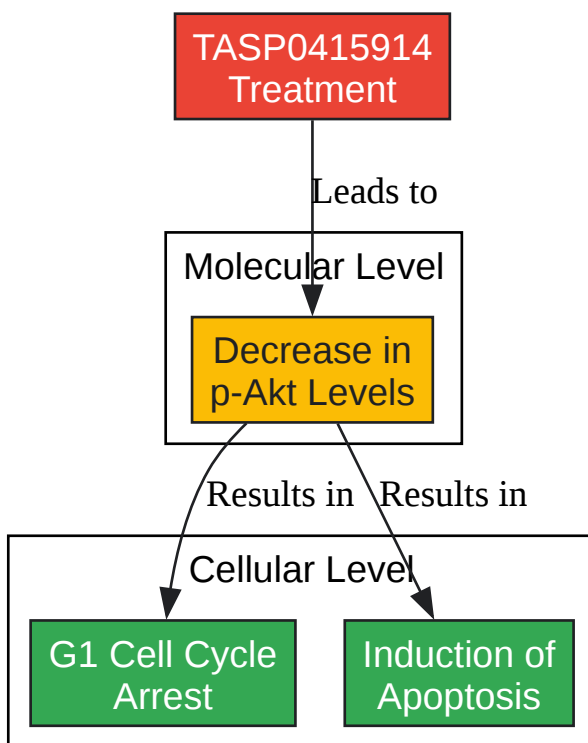 TASP0415914
Treatment
Leads to
Molecular Level
Decrease in
p-Akt Levels
Results in
Results in
Cellular Level
G1 Cell Cycle
Arrest
Induction of
Apoptosis